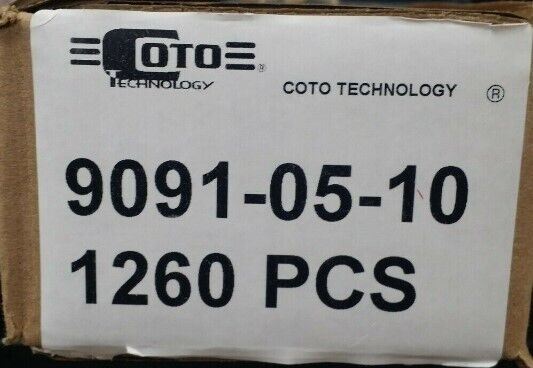 COTO
TECHNOLOGY ®
COTO TECHNOLOGY ®
9091-05-10
1260 PCS